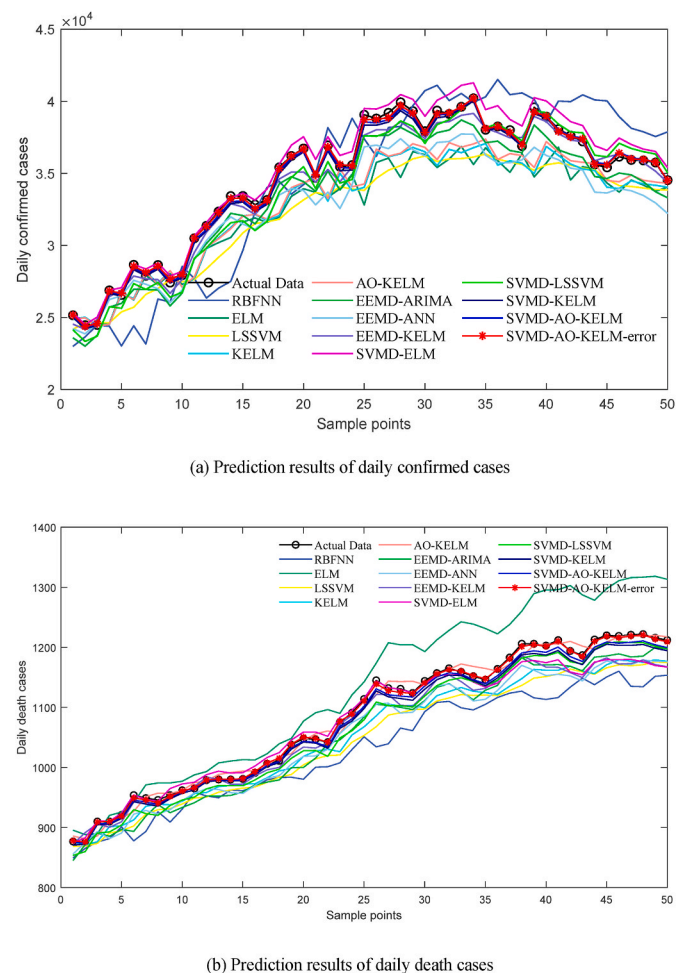 ×10⁴
4.5
4
3.5
3
2.5
2
Daily confirmed cases
Actual Data
RBFNN
ELM
LSSVM
KELM
AO-KELM
EEMD-ARIMA
EEMD-ANN
EEMD-KELM
SVMD-ELM
SVMD-LSSVM
SVMD-KELM
SVMD-AO-KELM
SVMD-AO-KELM-error
0 5 10 15 20 25 30 35 40 45 50
Sample points
(a) Prediction results of daily confirmed cases
1400
1300
1200
1100
1000
900
800
Daily death cases
Actual Data
RBFNN
ELM
LSSVM
KELM
AO-KELM
EEMD-ARIMA
EEMD-ANN
EEMD-KELM
SVMD-ELM
SVMD-LSSVM
SVMD-KELM
SVMD-AO-KELM
SVMD-AO-KELM-error
0 5 10 15 20 25 30 35 40 45 50
Sample points
(b) Prediction results of daily death cases